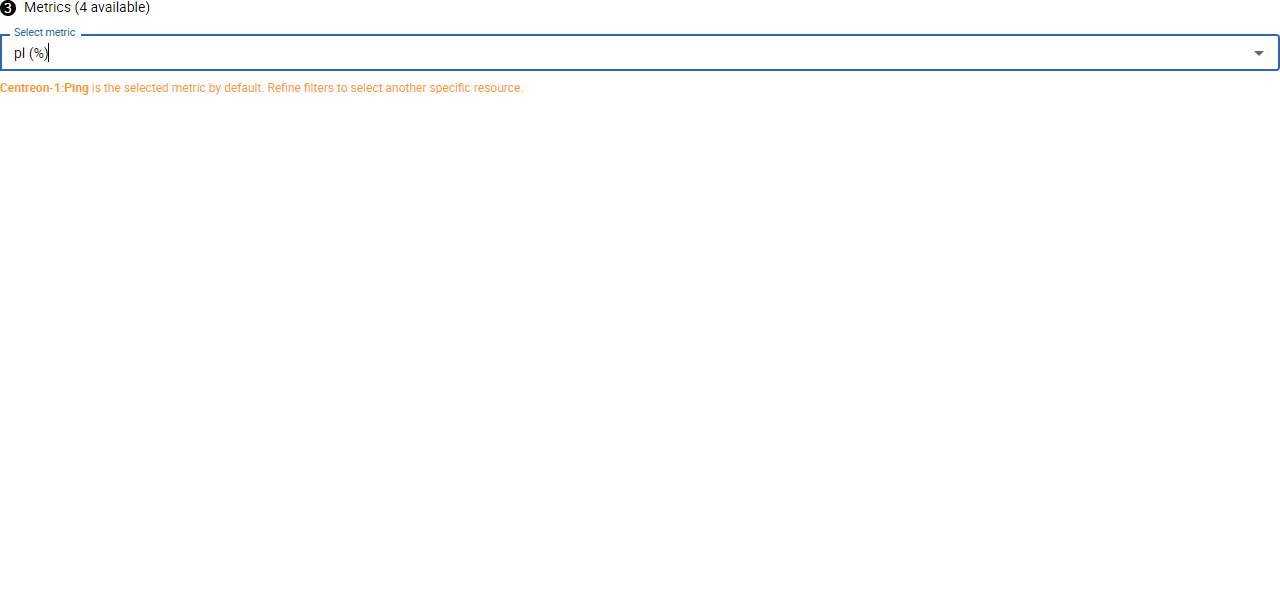 3 Metrics (4 available)
Select metric
pl (%)
Centreon-1:Ping is the selected metric by default. Refine filters to select another specific resource.